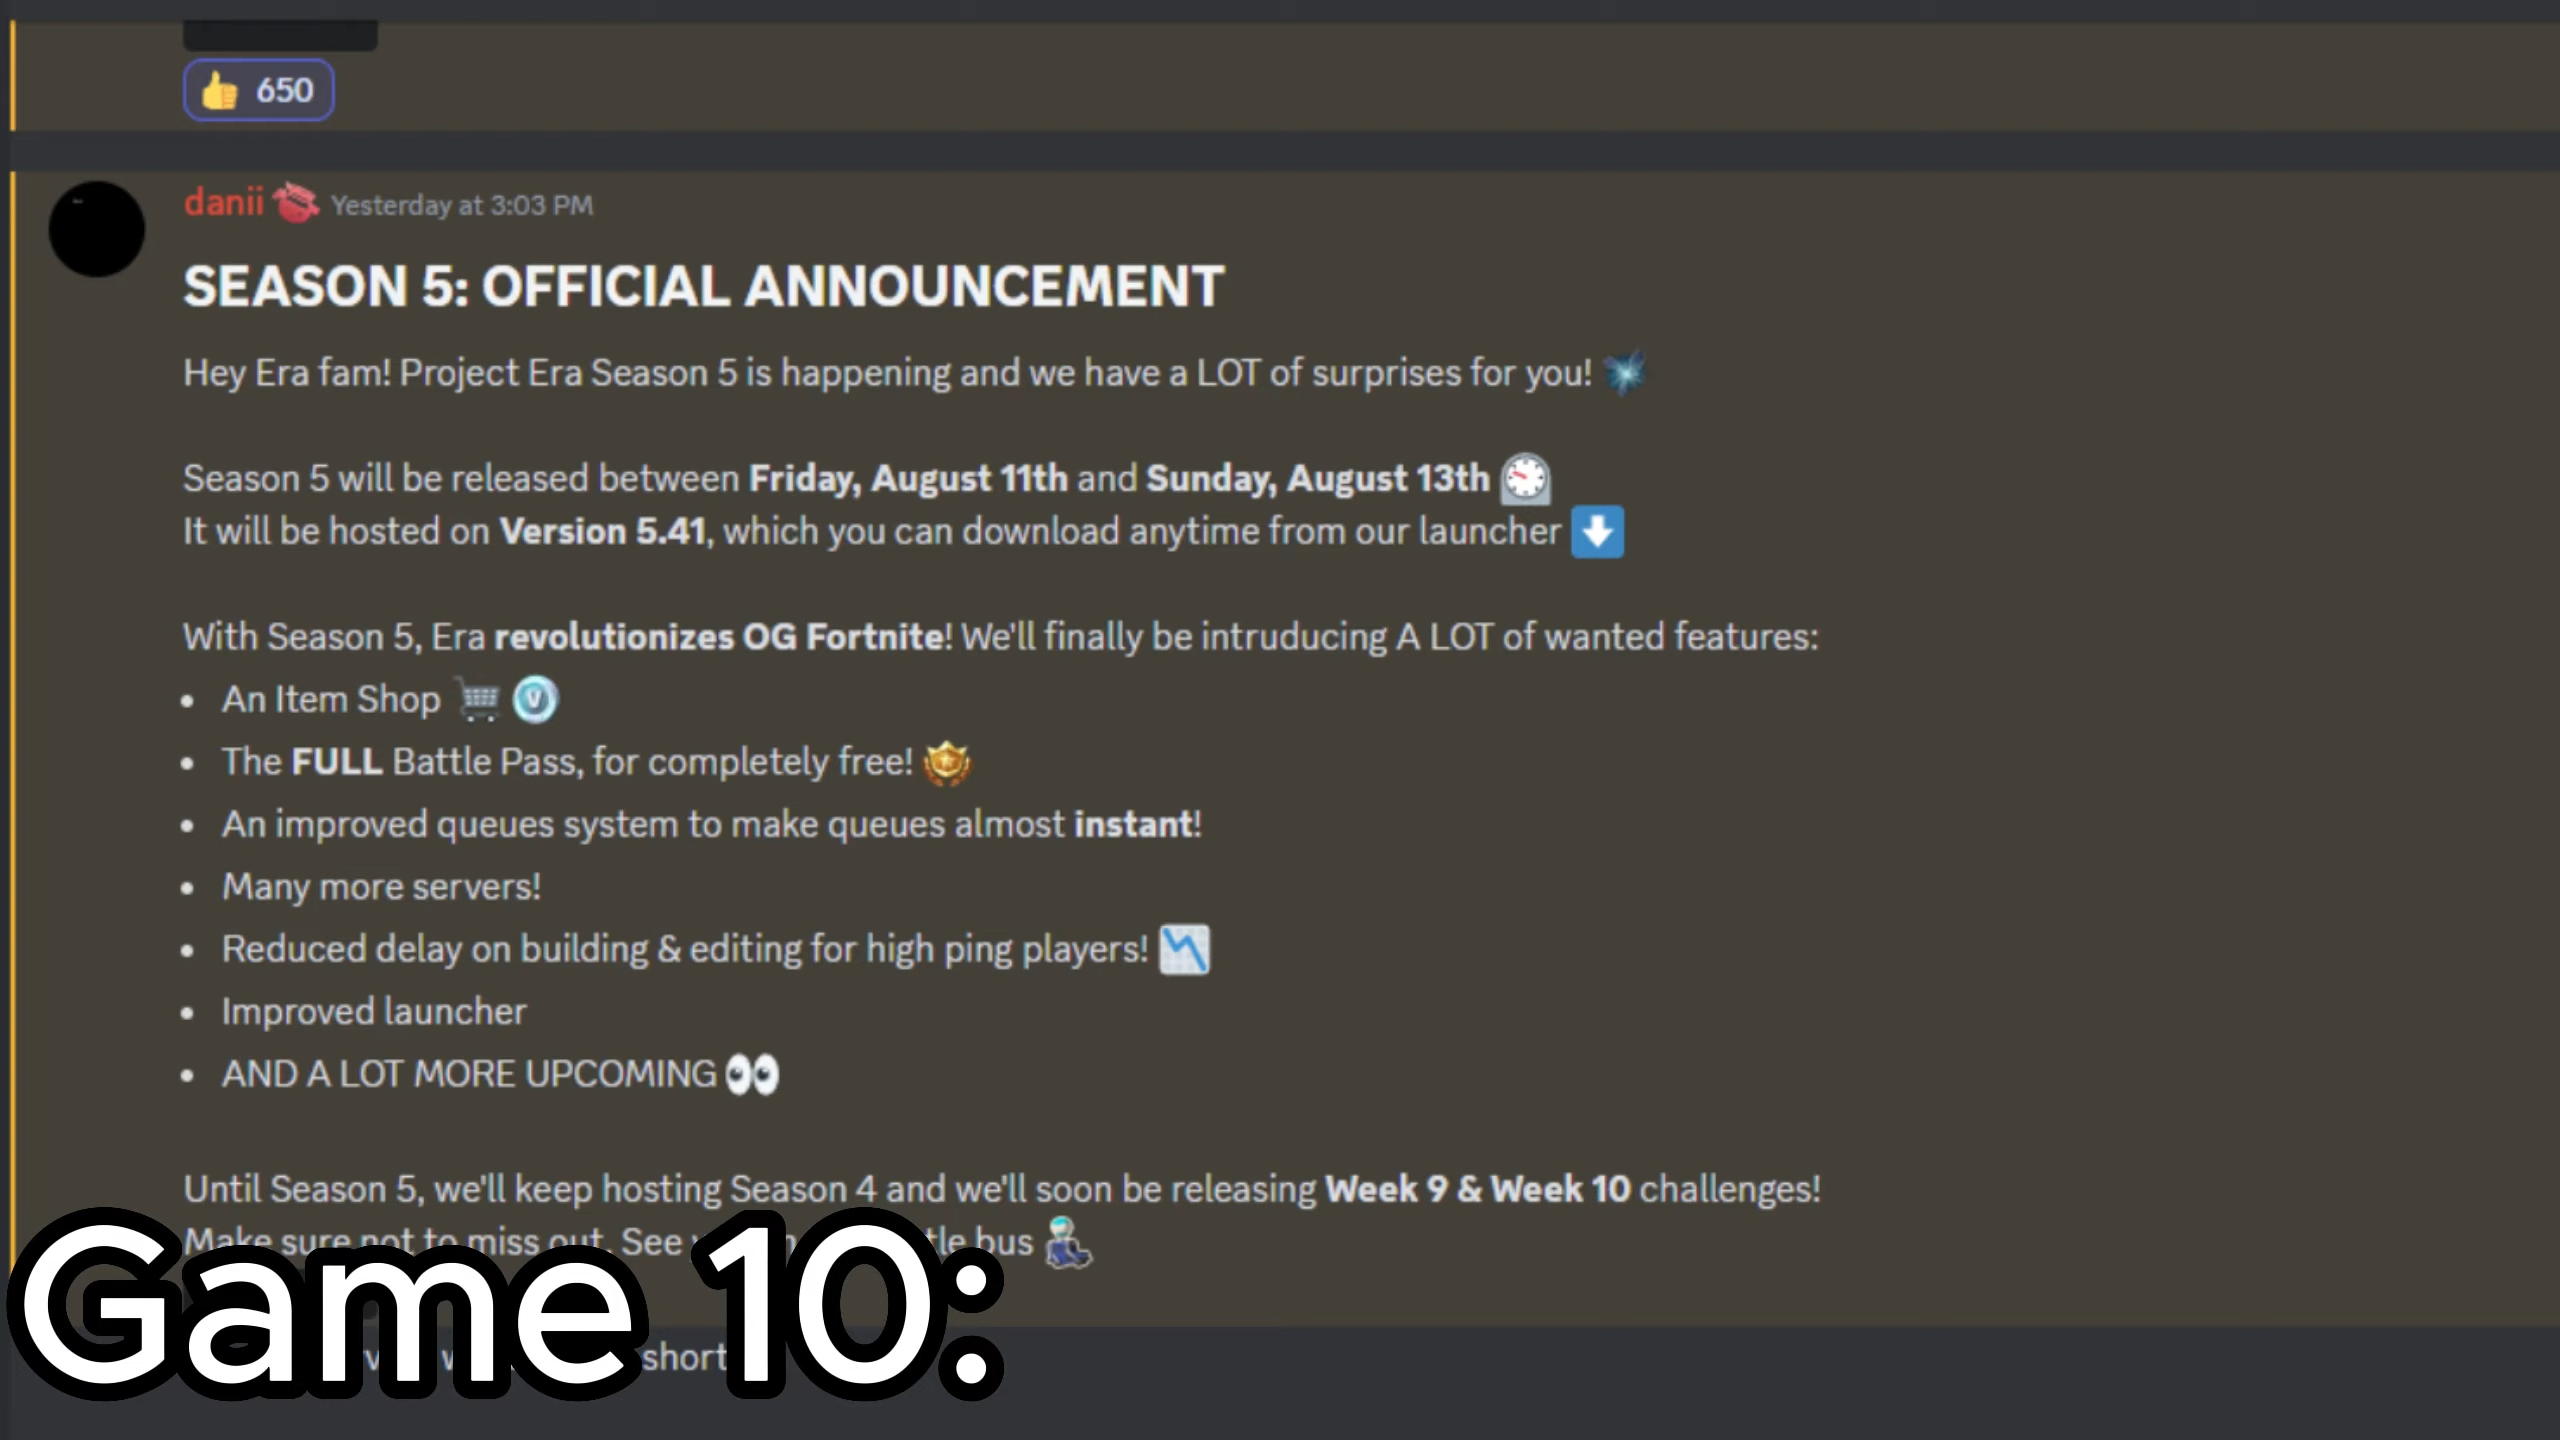 650
danii Yesterday at 3:03 PM
SEASON 5: OFFICIAL ANNOUNCEMENT
Hey Era fam! Project Era Season 5 is happening and we have a LOT of surprises for you!
Season 5 will be released between Friday, August 11th and Sunday, August 13th
It will be hosted on Version 5.41, which you can download anytime from our launcher
With Season 5, Era revolutionizes OG Fortnite! We'll finally be intruducing A LOT of wanted features:
• An Item Shop
• The FULL Battle Pass, for completely free!
• An improved queues system to make queues almost instant!
• Many more servers!
• Reduced delay on building & editing for high ping players!
• Improved launcher
• AND A LOT MORE UPCOMING
Until Season 5, we'll keep hosting Season 4 and we'll soon be releasing Week 9 & Week 10 challenges!
Make sure not to miss out. See bus
Game 10:
short